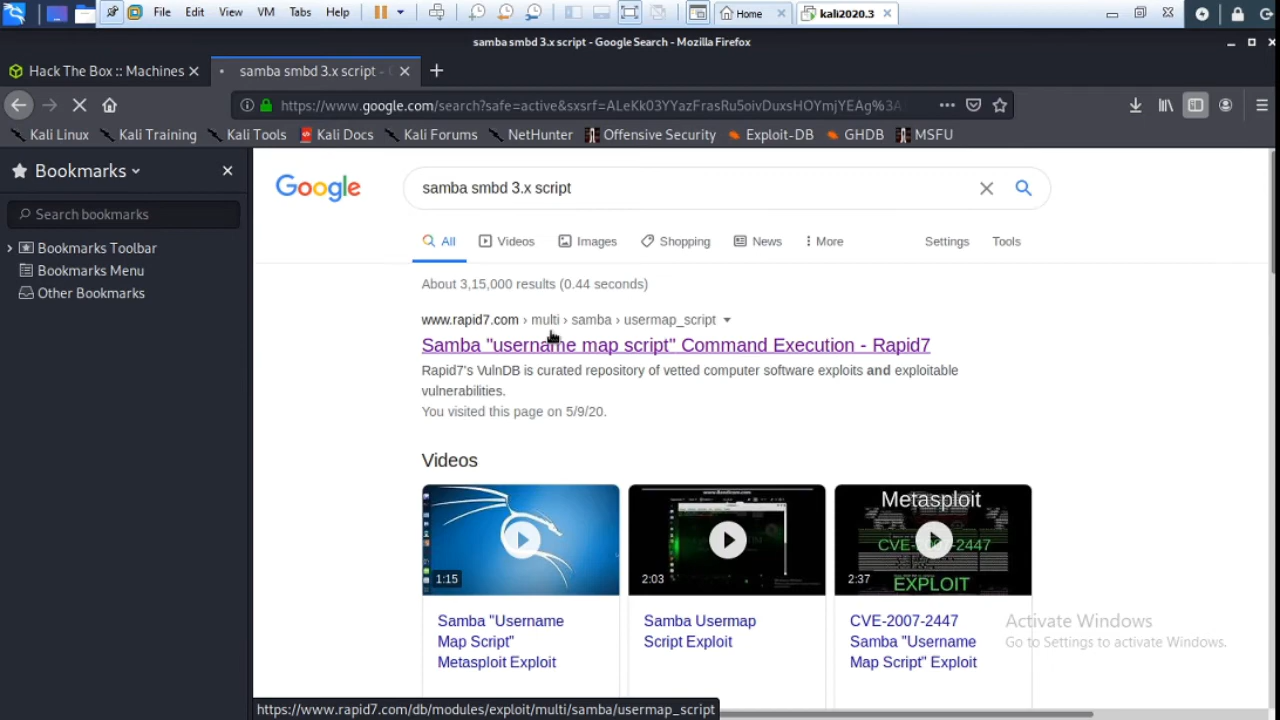 File Edit View VM Tabs Help
Home
kali2020.3
samba smbd 3.x script - Google Search - Mozilla Firefox
Hack The Box :: Machines
samba smbd 3.x script -
https://www.google.com/search?safe=active&sxsrf=ALeKk03YYazFrasRu5oivDuxsHOYmjYEAg%3A
Kali Linux Kali Training Kali Tools Kali Docs Kali Forums NetHunter Offensive Security Exploit-DB GHDB MSFU
Bookmarks
Search bookmarks
Bookmarks Toolbar
Bookmarks Menu
Other Bookmarks
Google
samba smbd 3.x script
All Videos Images Shopping News More Settings Tools
About 3,15,000 results (0.44 seconds)
www.rapid7.com › multi › samba › usermap_script
Samba "username map script" Command Execution - Rapid7
Rapid7's VulnDB is curated repository of vetted computer software exploits and exploitable
vulnerabilities.
You visited this page on 5/9/20.
Videos
1:15
Samba "Username
Map Script"
Metasploit Exploit
2:03
Samba Usermap
Script Exploit
Metasploit
EXPLOIT
2:37
CVE-2007-2447
Samba "Username
Map Script" Exploit
Activate Windows
Go to Settings to activate Windows.
https://www.rapid7.com/db/modules/exploit/multi/samba/usermap_script